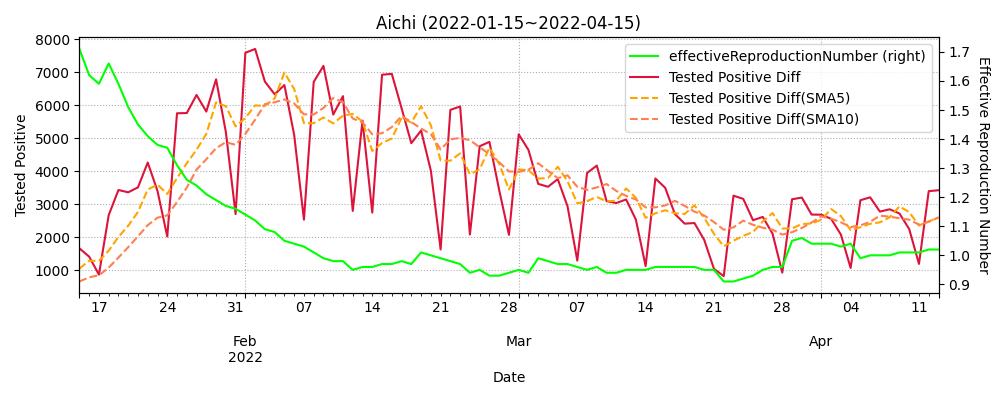 Aichi (2022-01-15~2022-04-15)
effectiveReproductionNumber (right)
Tested Positive Diff
Tested Positive Diff(SMA5)
Tested Positive Diff(SMA10)
Tested Positive
8000
7000
6000
5000
4000
3000
2000
1000
Effective Reproduction Number
1.7
1.6
1.5
1.4
1.3
1.2
1.1
1.0
0.9
17 24 31 07 14 21 28 07 14 21 28 04 11
Feb Mar Apr
2022
Date